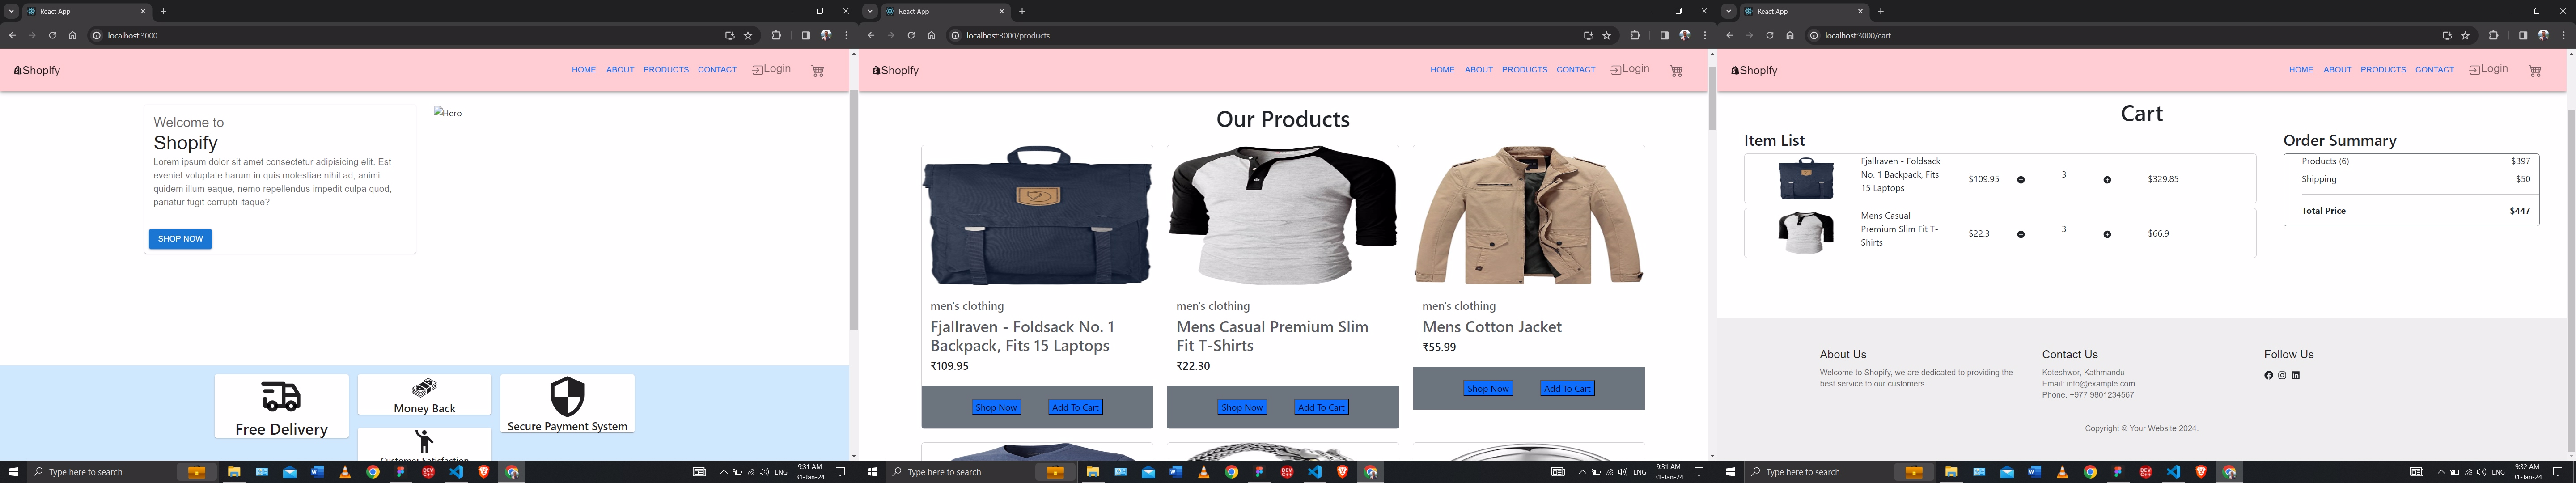 React App
localhost:3000
Shopify
HOME ABOUT PRODUCTS CONTACT Login
Welcome to
Shopify
Lorem ipsum dolor sit amet consectetur adipisicing elit. Est
eveniet voluptate harum in quis molestiae nihil ad, animi
quidem illum eaque, nemo repellendus impedit culpa quod,
pariatur fugit corrupti itaque?
SHOP NOW
Hero
Free Delivery
Money Back
Customer Satisfaction
Secure Payment System
Type here to search
DEV
C++
ENG
9:31 AM
31-Jan-24
React App
localhost:3000/products
Shopify
HOME ABOUT PRODUCTS CONTACT Login
Our Products
men's clothing
Fjallraven - Foldsack No. 1
Backpack, Fits 15 Laptops
₹109.95
Shop Now Add To Cart
men's clothing
Mens Casual Premium Slim
Fit T-Shirts
₹22.30
Shop Now Add To Cart
men's clothing
Mens Cotton Jacket
₹55.99
Shop Now Add To Cart
Type here to search
DEV
C++
ENG
9:31 AM
31-Jan-24
React App
localhost:3000/cart
Shopify
HOME ABOUT PRODUCTS CONTACT Login
Cart
Item List
Fjallraven - Foldsack
No. 1 Backpack, Fits
15 Laptops
$109.95 3 $329.85
Mens Casual
Premium Slim Fit T-
Shirts
$22.3 3 $66.9
Order Summary
Products (6) $397
Shipping $50
Total Price $447
About Us
Welcome to Shopify, we are dedicated to providing the
best service to our customers.
Contact Us
Koteshwor, Kathmandu
Email: info@example.com
Phone: +977 9801234567
Follow Us
Copyright © Your Website 2024.
Type here to search
DEV
C++
ENG
9:32 AM
31-Jan-24